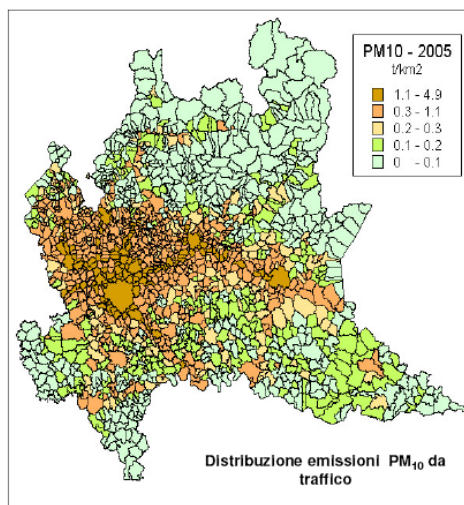 PM10 - 2005
t/km2
1.1 - 4.9
0.3 - 1.1
0.2 - 0.3
0.1 - 0.2
0 - 0.1
Distribuzione emissioni PM10 da
traffico